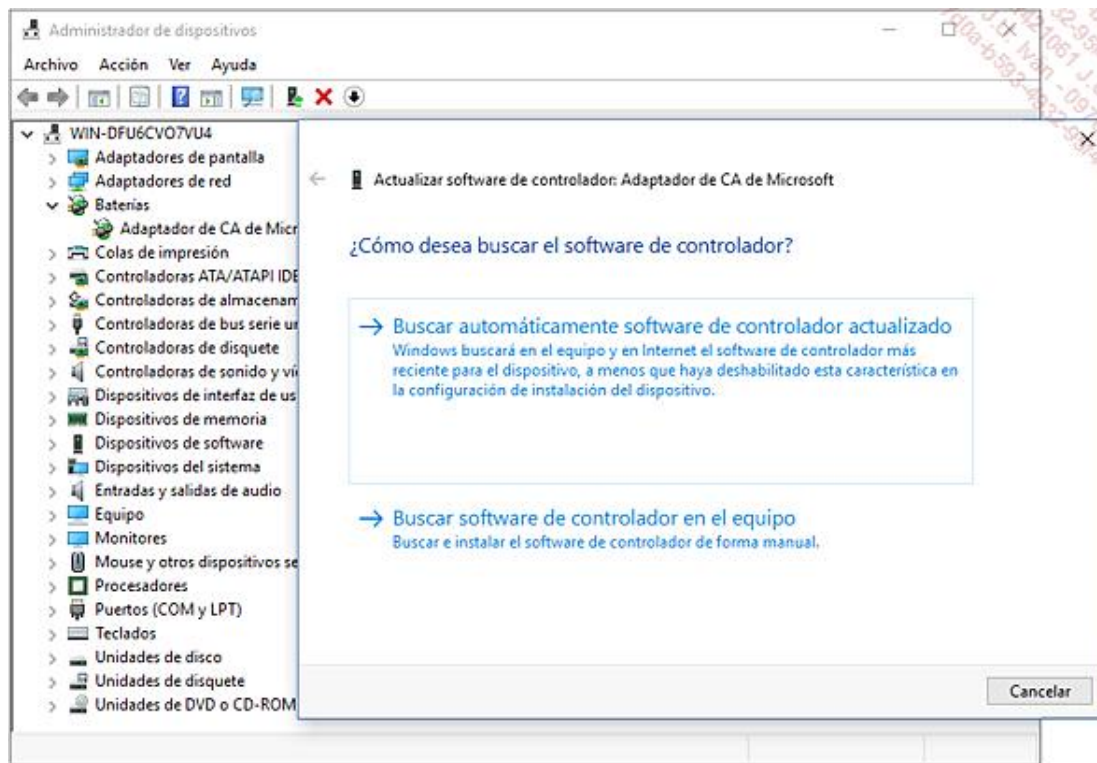 Administrador de dispositivos
Archivo Acción Ver Ayuda
WIN-DFU6CVO7VU4
Adaptadores de pantalla
Adaptadores de red
Baterías
Adaptador de CA de Micr
Colas de impresión
Controladoras ATA/ATAPI IDE
Controladoras de almacenam
Controladoras de bus serie un
Controladoras de disquete
Controladoras de sonido y ví
Dispositivos de interfaz de us
Dispositivos de memoria
Dispositivos de software
Dispositivos del sistema
Entradas y salidas de audio
Equipo
Monitores
Mouse y otros dispositivos se
Procesadores
Puertos (COM y LPT)
Teclados
Unidades de disco
Unidades de disquete
Unidades de DVD o CD-ROM
Actualizar software de controlador: Adaptador de CA de Microsoft
¿Cómo desea buscar el software de controlador?
Buscar automáticamente software de controlador actualizado
Windows buscará en el equipo y en Internet el software de controlador más
reciente para el dispositivo, a menos que haya deshabilitado esta característica en
la configuración de instalación del dispositivo.
Buscar software de controlador en el equipo
Buscar e instalar el software de controlador de forma manual.
Cancelar